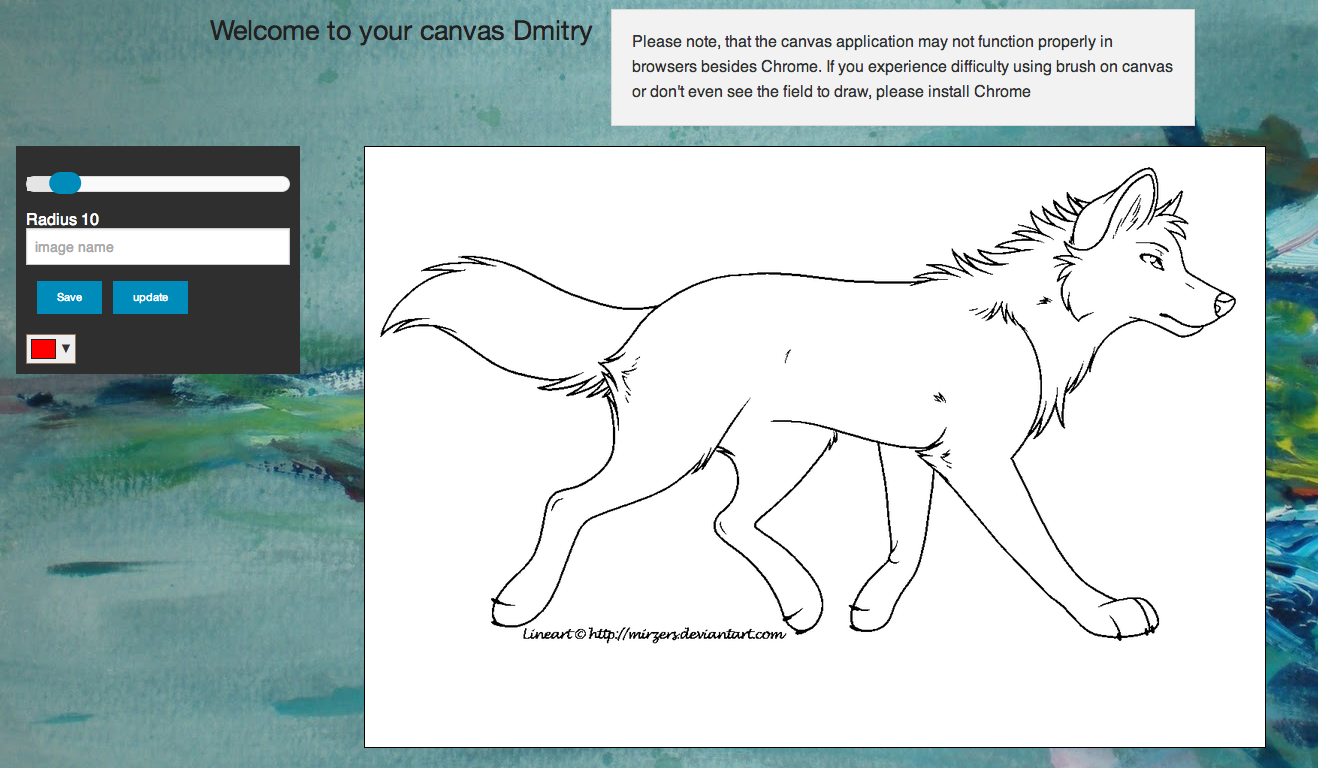 Welcome to your canvas Dmitry
Please note, that the canvas application may not function properly in
browsers besides Chrome. If you experience difficulty using brush on canvas
or don't even see the field to draw, please install Chrome
Radius 10
image name
Save
update
Lineart © http://mirzers.deviantart.com